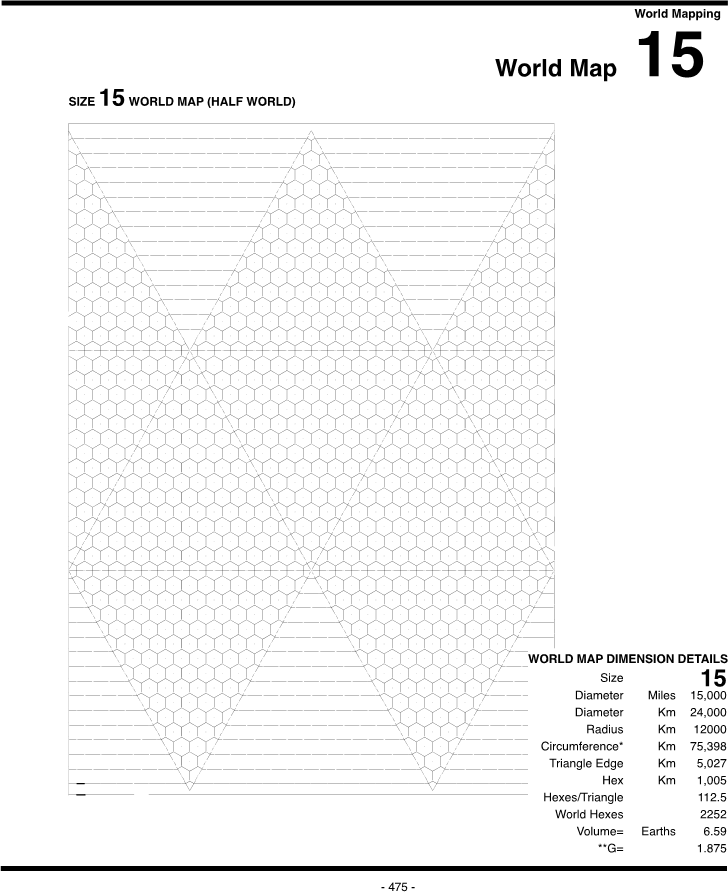 World Mapping
World Map 15
SIZE 15 WORLD MAP (HALF WORLD)
WORLD MAP DIMENSION DETAILS
Size 15
Diameter Miles 15,000
Diameter Km 24,000
Radius Km 12000
Circumference* Km 75,398
Triangle Edge Km 5,027
Hex Km 1,005
Hexes/Triangle 112.5
World Hexes 2252
Volume= Earths 6.59
**G= 1.875
- 475 -